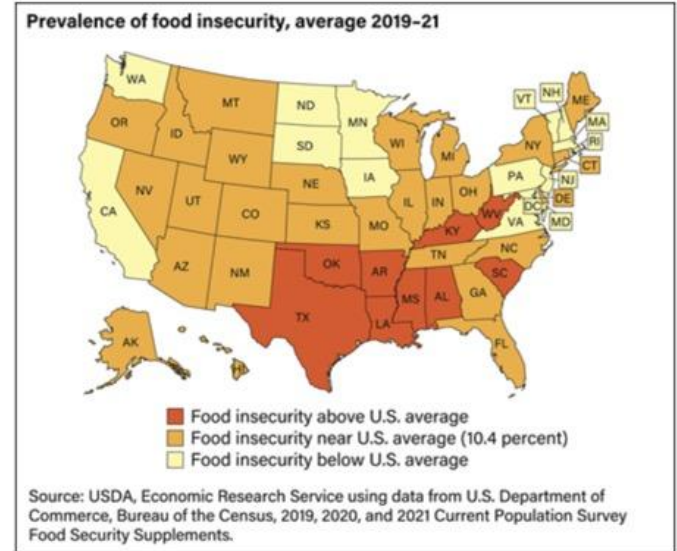 Prevalence of food insecurity, average 2019–21
WA
MT
ND
MN
VT
NH
ME
OR
ID
SD
WI
MI
NY
MA
RI
CT
WY
IA
PA
NJ
NV
NE
IL
IN
OH
DC
DE
CA
UT
CO
KS
MO
WV
VA
MD
KY
AZ
NM
OK
AR
TN
NC
SC
TX
LA
MS
AL
GA
AK
HI
FL
Food insecurity above U.S. average
Food insecurity near U.S. average (10.4 percent)
Food insecurity below U.S. average
Source: USDA, Economic Research Service using data from U.S. Department of
Commerce, Bureau of the Census, 2019, 2020, and 2021 Current Population Survey
Food Security Supplements.